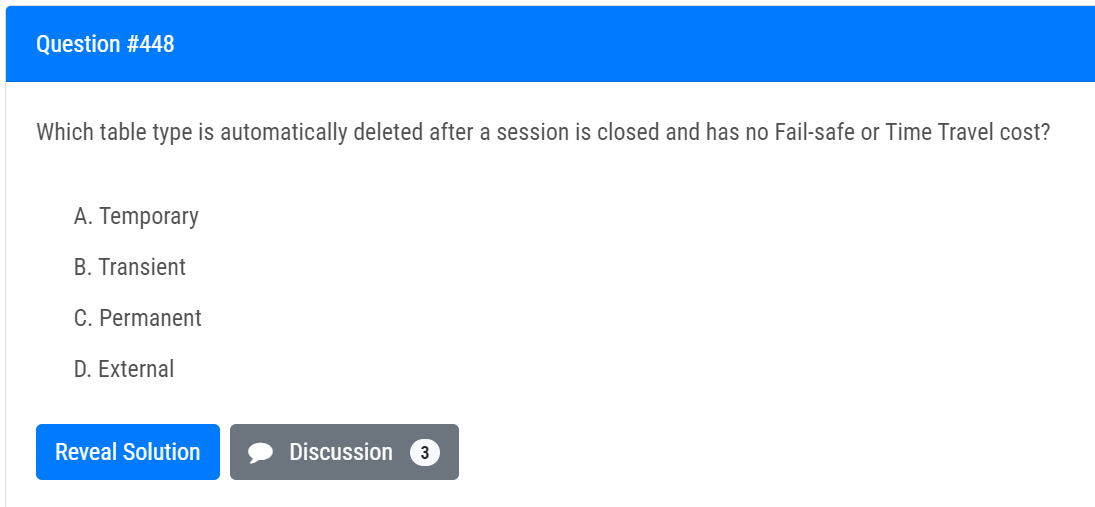 Question #448
Which table type is automatically deleted after a session is closed and has no Fail-safe or Time Travel cost?
A. Temporary
B. Transient
C. Permanent
D. External
Reveal Solution
Discussion 3